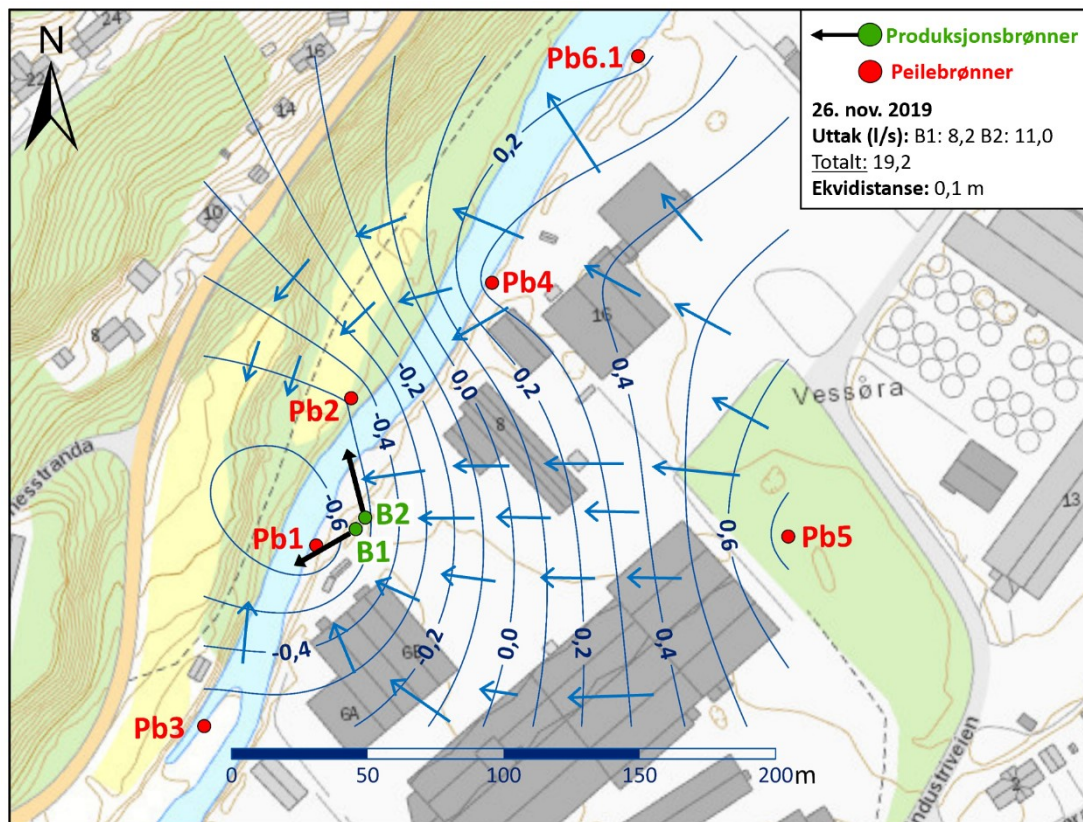 N
Produksjonsbrønner
Peilebrønner
26. nov. 2019
Uttak (l/s): B1: 8,2 B2: 11,0
Totalt: 19,2
Ekvidistanse: 0,1 m
24
16
22
14
10
8
Pb6.1
0,2
Pb4
16
0,4
0,2
0,0
-0,2
-0,4
Vessøra
Pb2
8
-0,6
B2
Pb1
B1
0,6
Pb5
13
-0,4
-0,2
0,0
0,2
0,4
6B
6A
Pb3
0
50
100
150
200m
nesstranda
ndustriveien
2